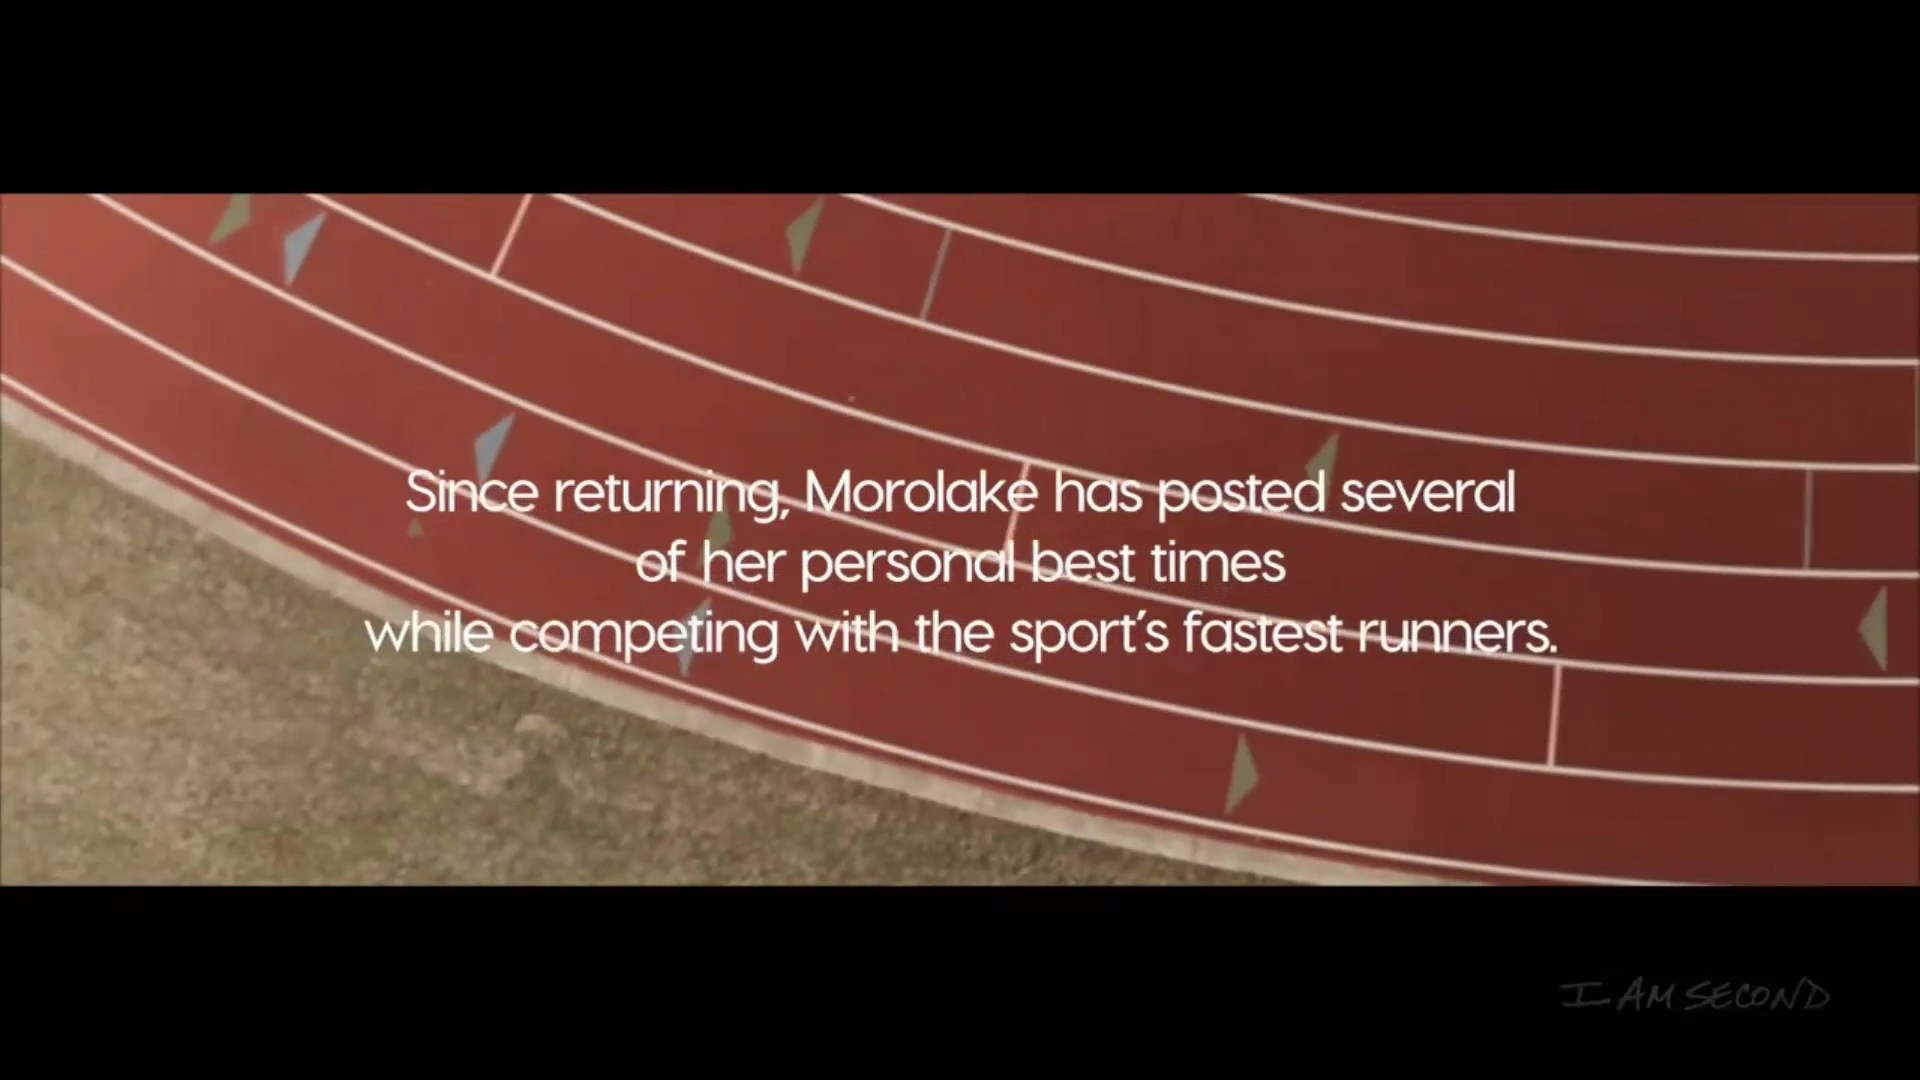 Since returning, Morolake has posted several
of her personal best times
while competing with the sport's fastest runners.
I AM SECOND